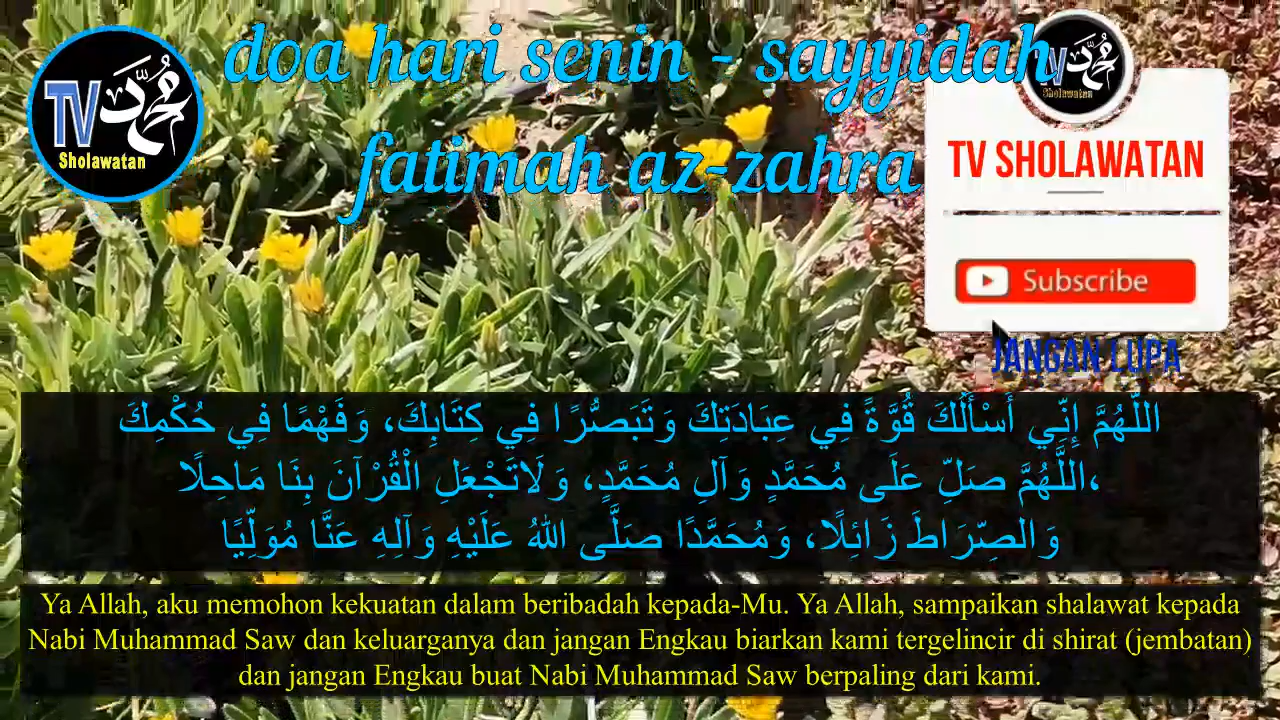 TV محمد
Sholawatan
doa hari senin - sayyidah
fatimah az-zahra
V محمد
Sholawatan
TV SHOLAWATAN
Subscribe
JANGAN LUPA
اللَّهُمَّ إِنِّي أَسْأَلُكَ قُوَّةً فِي عِبَادَتِكَ وَتَبَصُّرًا فِي كِتَابِكَ، وَفَهْمًا فِي حُكْمِكَ
،اللَّهُمَّ صَلِّ عَلَى مُحَمَّدٍ وَآلِ مُحَمَّدٍ، وَلَاتَجْعَلِ الْقُرْآنَ بِنَا مَاحِلًا
وَالصِّرَاطَ زَائِلًا، وَمُحَمَّدًا صَلَّى اللهُ عَلَيْهِ وَآلِهِ عَنَّا مُوَلِّيًا
Ya Allah, aku memohon kekuatan dalam beribadah kepada-Mu. Ya Allah, sampaikan shalawat kepada
Nabi Muhammad Saw dan keluarganya dan jangan Engkau biarkan kami tergelincir di shirat (jembatan)
dan jangan Engkau buat Nabi Muhammad Saw berpaling dari kami.